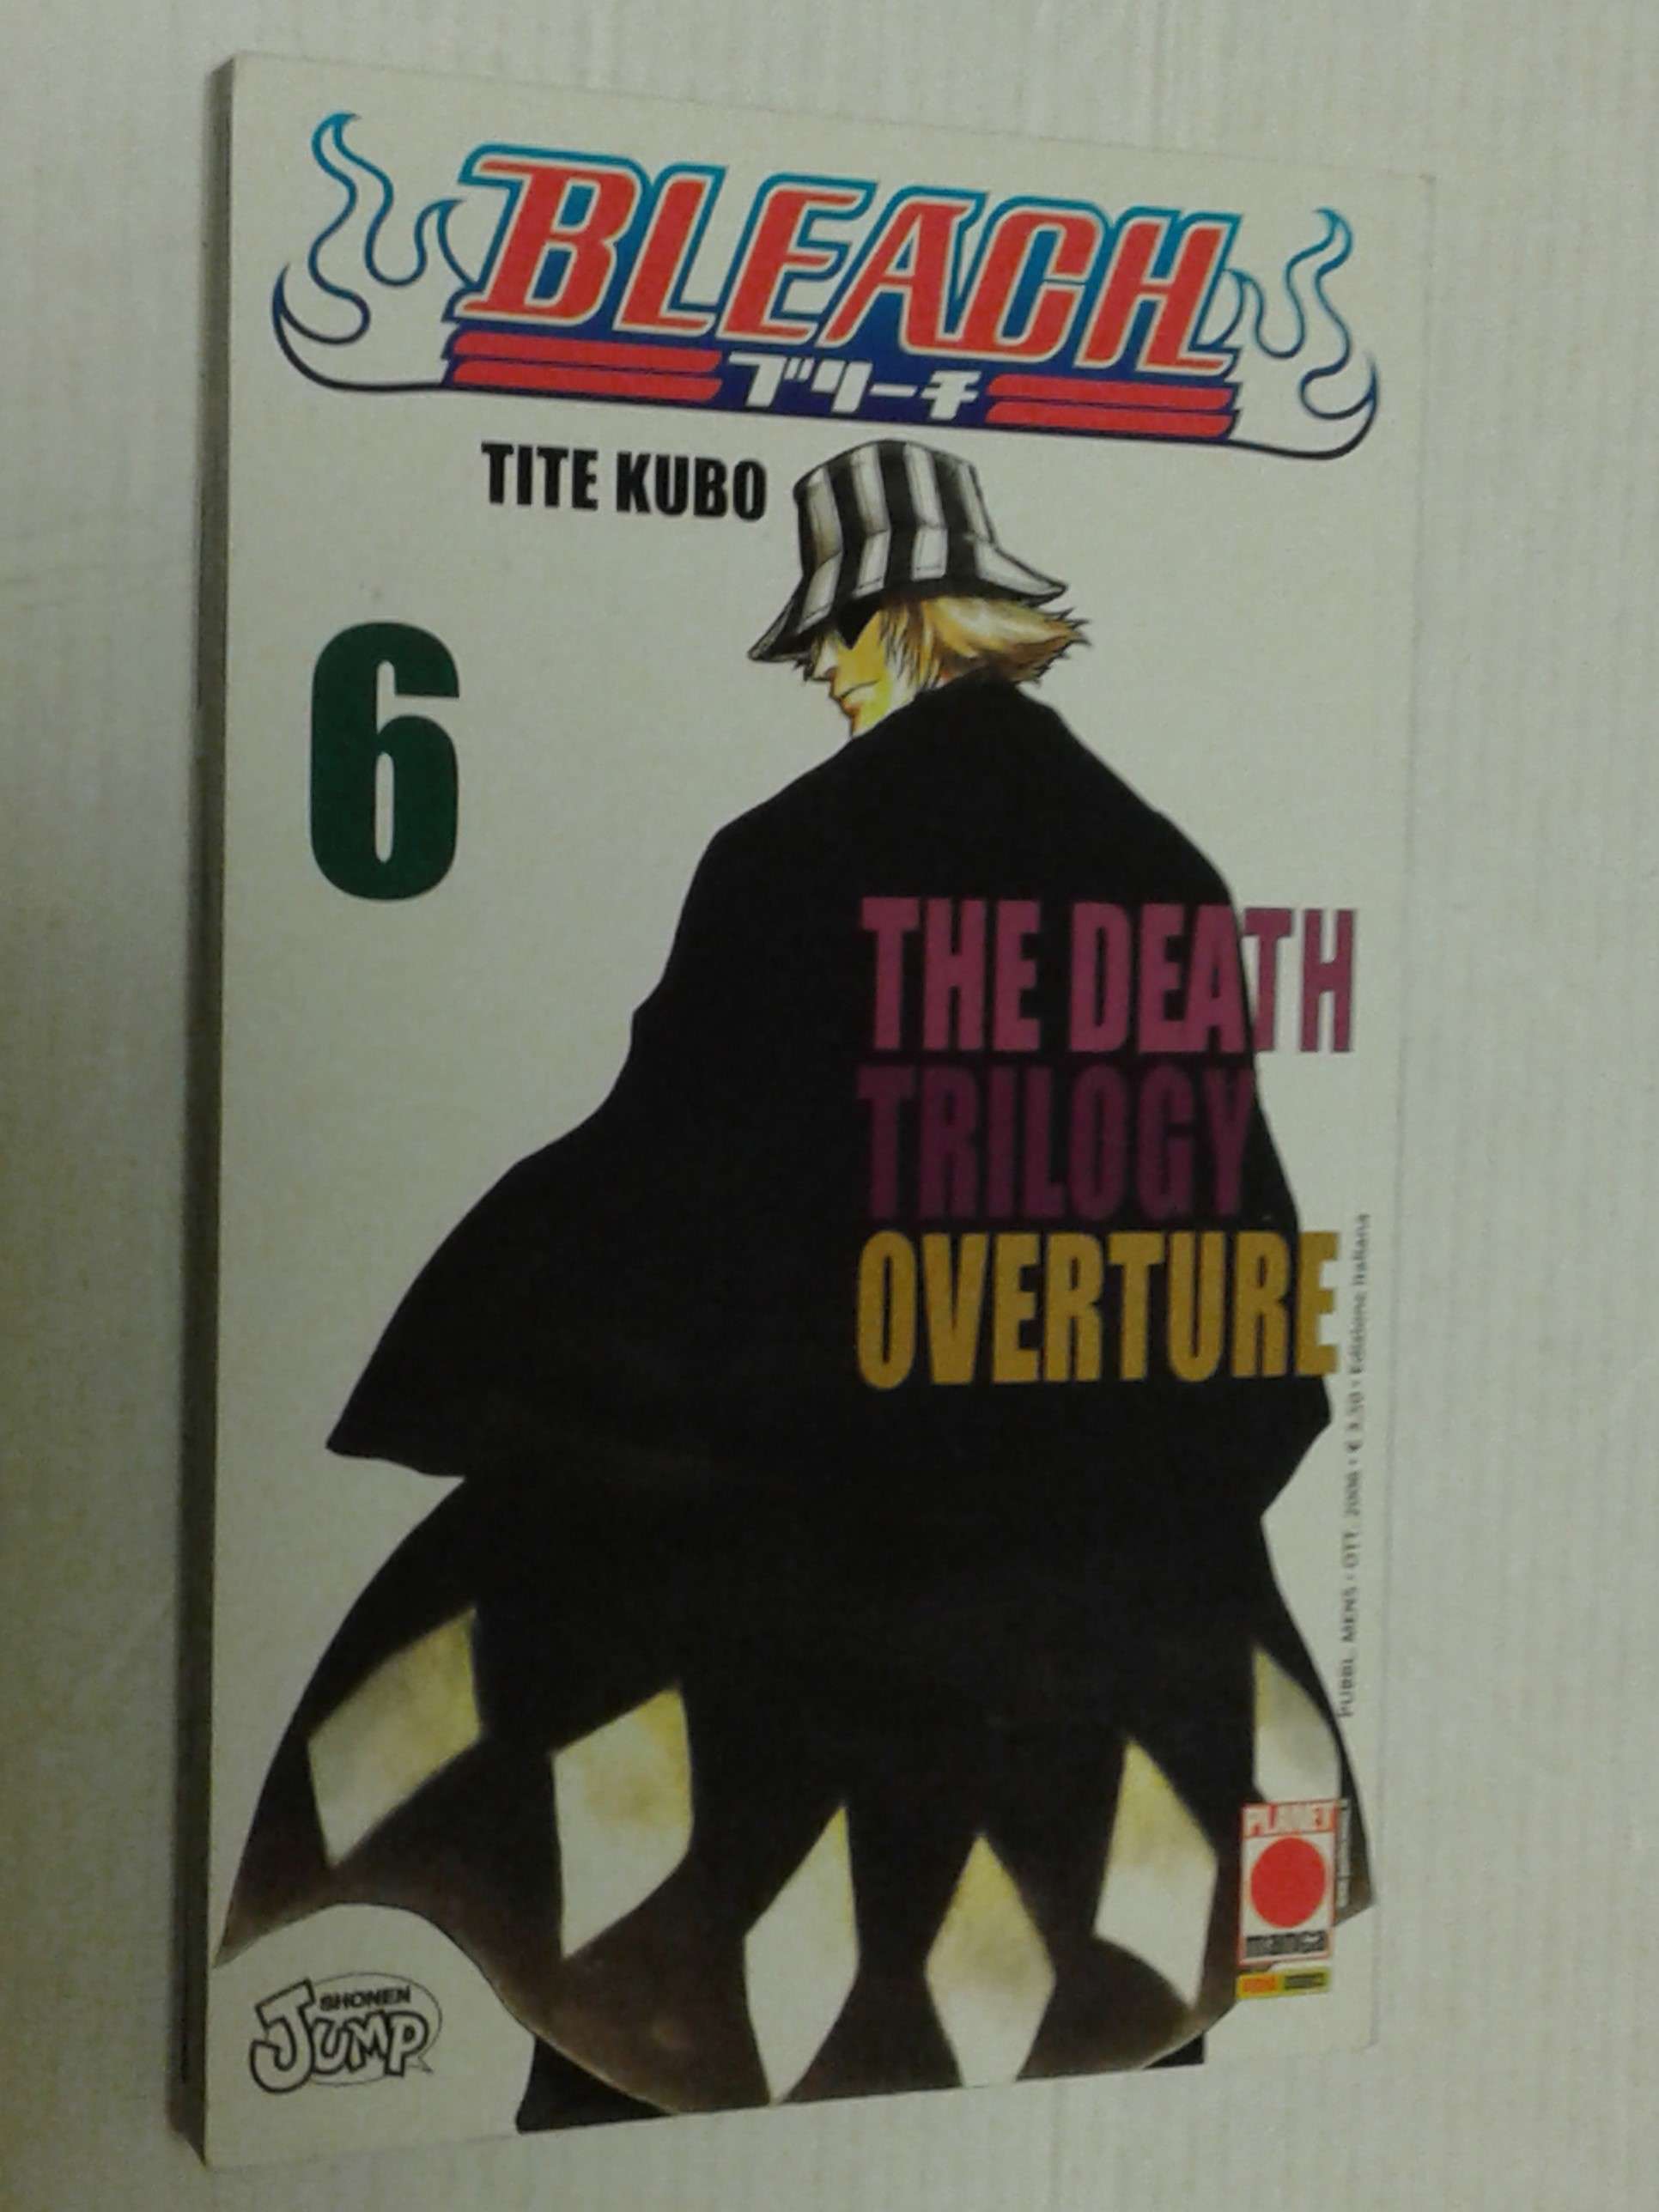 BLEACH
ブリーチ
TITE KUBO
6
THE DEATH
TRILOGY
OVERTURE
PUBBL. MENS. • OTT. 2006 • € 3.50 • Edizione italiana
PLANET
manga
SHONEN
JUMP